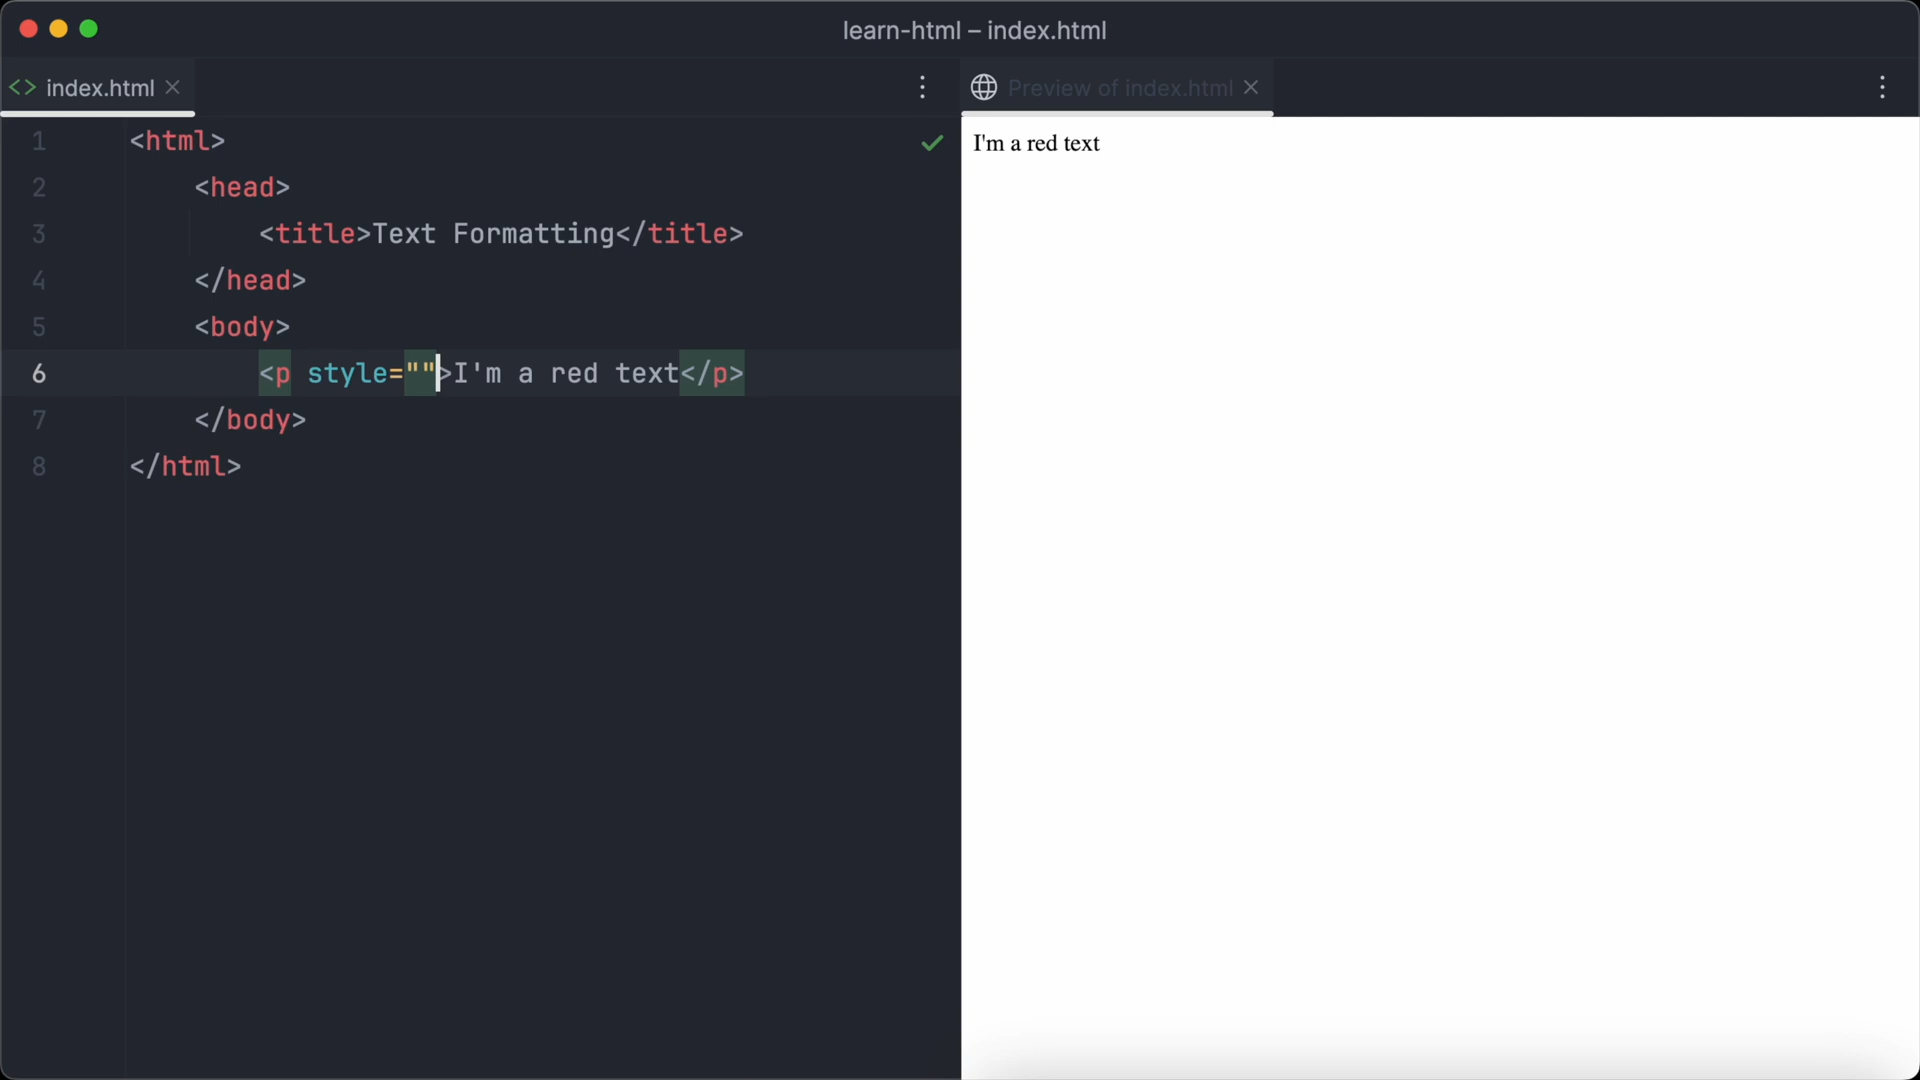 learn-html – index.html
<> index.html
Preview of index.html
1 <html>
2 <head>
3 <title>Text Formatting</title>
4 </head>
5 <body>
6 <p style="">I'm a red text</p>
7 </body>
8 </html>
I'm a red text